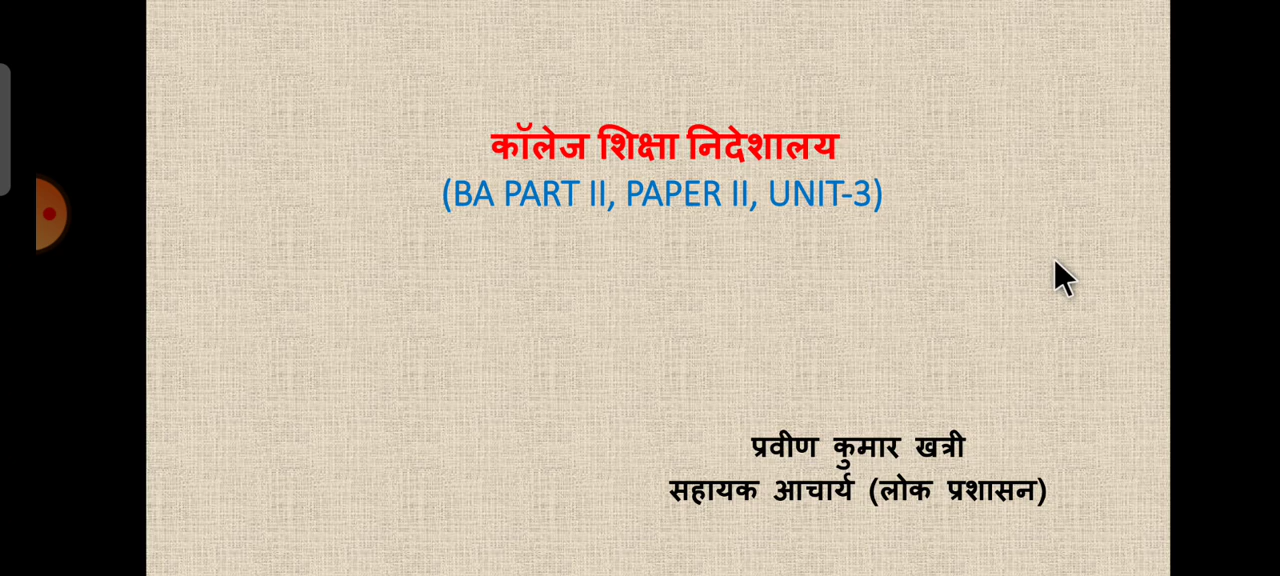 कॉलेज शिक्षा निदेशालय
(BA PART II, PAPER II, UNIT-3)
प्रवीण कुमार खत्री
सहायक आचार्य (लोक प्रशासन)